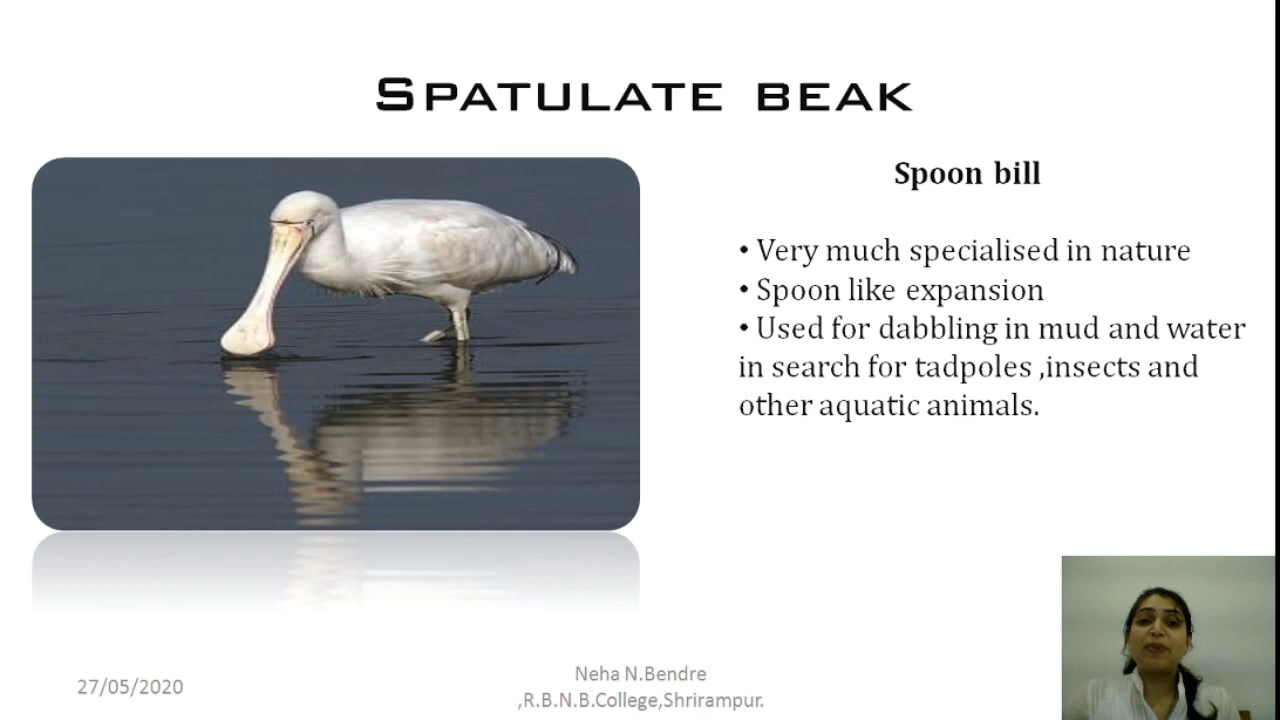 SPATULATE BEAK
Spoon bill
• Very much specialised in nature
• Spoon like expansion
• Used for dabbling in mud and water
in search for tadpoles ,insects and
other aquatic animals.
27/05/2020
Neha N.Bendre
,R.B.N.B.College,Shrirampur.